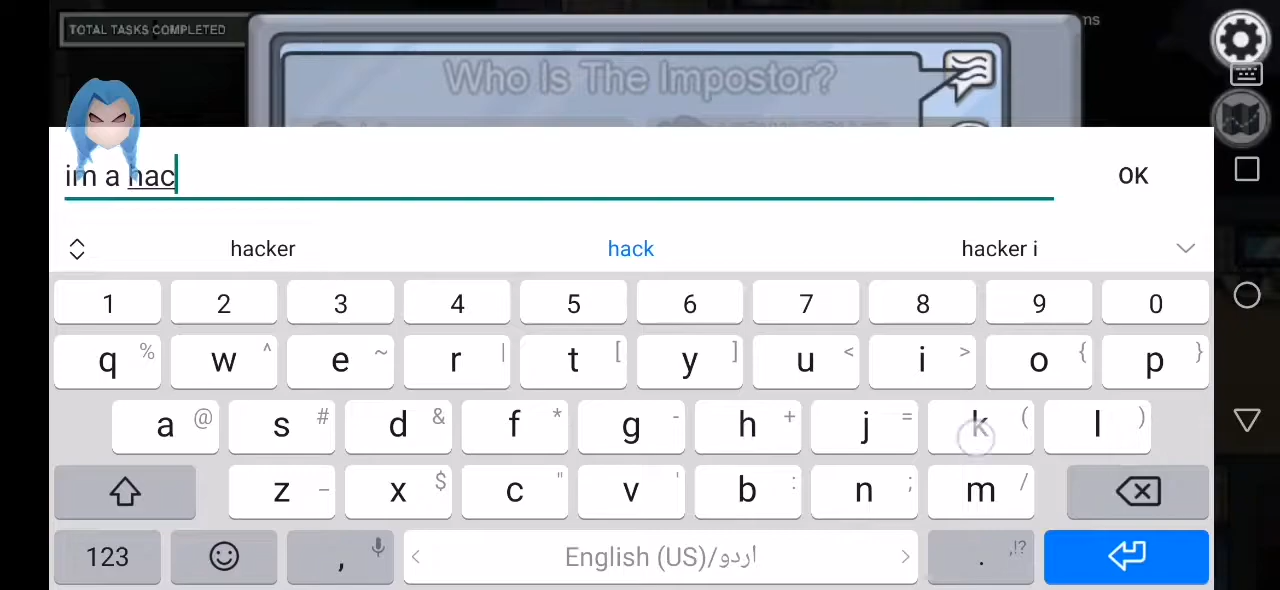 TOTAL TASKS COMPLETED
ms
Who Is The Impostor?
im a hac
OK
hacker hack hacker i
1 2 3 4 5 6 7 8 9 0
q % w ^ e ~ r | t [ y ] u < i > o { p }
a @ s # d & f * g - h + j = k ( l )
z _ x $ c " v ' b : n ; m /
123 , < English (US)/اردو > . ,!?